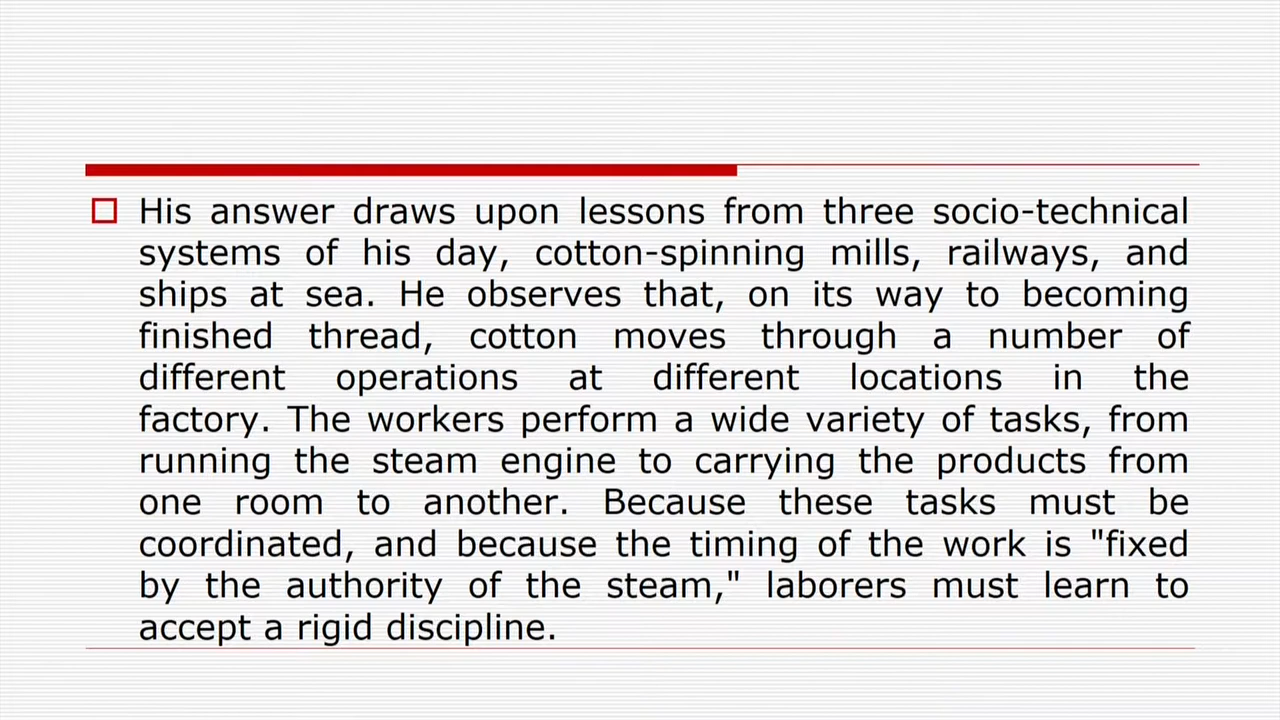 His answer draws upon lessons from three socio-technical
systems of his day, cotton-spinning mills, railways, and
ships at sea. He observes that, on its way to becoming
finished thread, cotton moves through a number of
different operations at different locations in the
factory. The workers perform a wide variety of tasks, from
running the steam engine to carrying the products from
one room to another. Because these tasks must be
coordinated, and because the timing of the work is "fixed
by the authority of the steam," laborers must learn to
accept a rigid discipline.